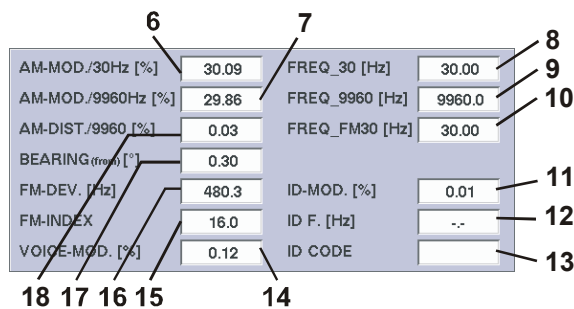 6 7 8
AM-MOD./30Hz [%] 30.09 FREQ_30 [Hz] 30.00
9
AM-MOD./9960Hz [%] 29.86 FREQ_9960 [Hz] 9960.0
10
AM-DIST./9960 [%] 0.03 FREQ_FM30 [Hz] 30.00
BEARING(from) [°] 0.30
FM-DEV. [Hz] 480.3 ID-MOD. [%] 0.01 11
FM-INDEX 16.0 ID F. [Hz] -.- 12
VOICE-MOD. [%] 0.12 ID CODE 13
18 17 16 15 14